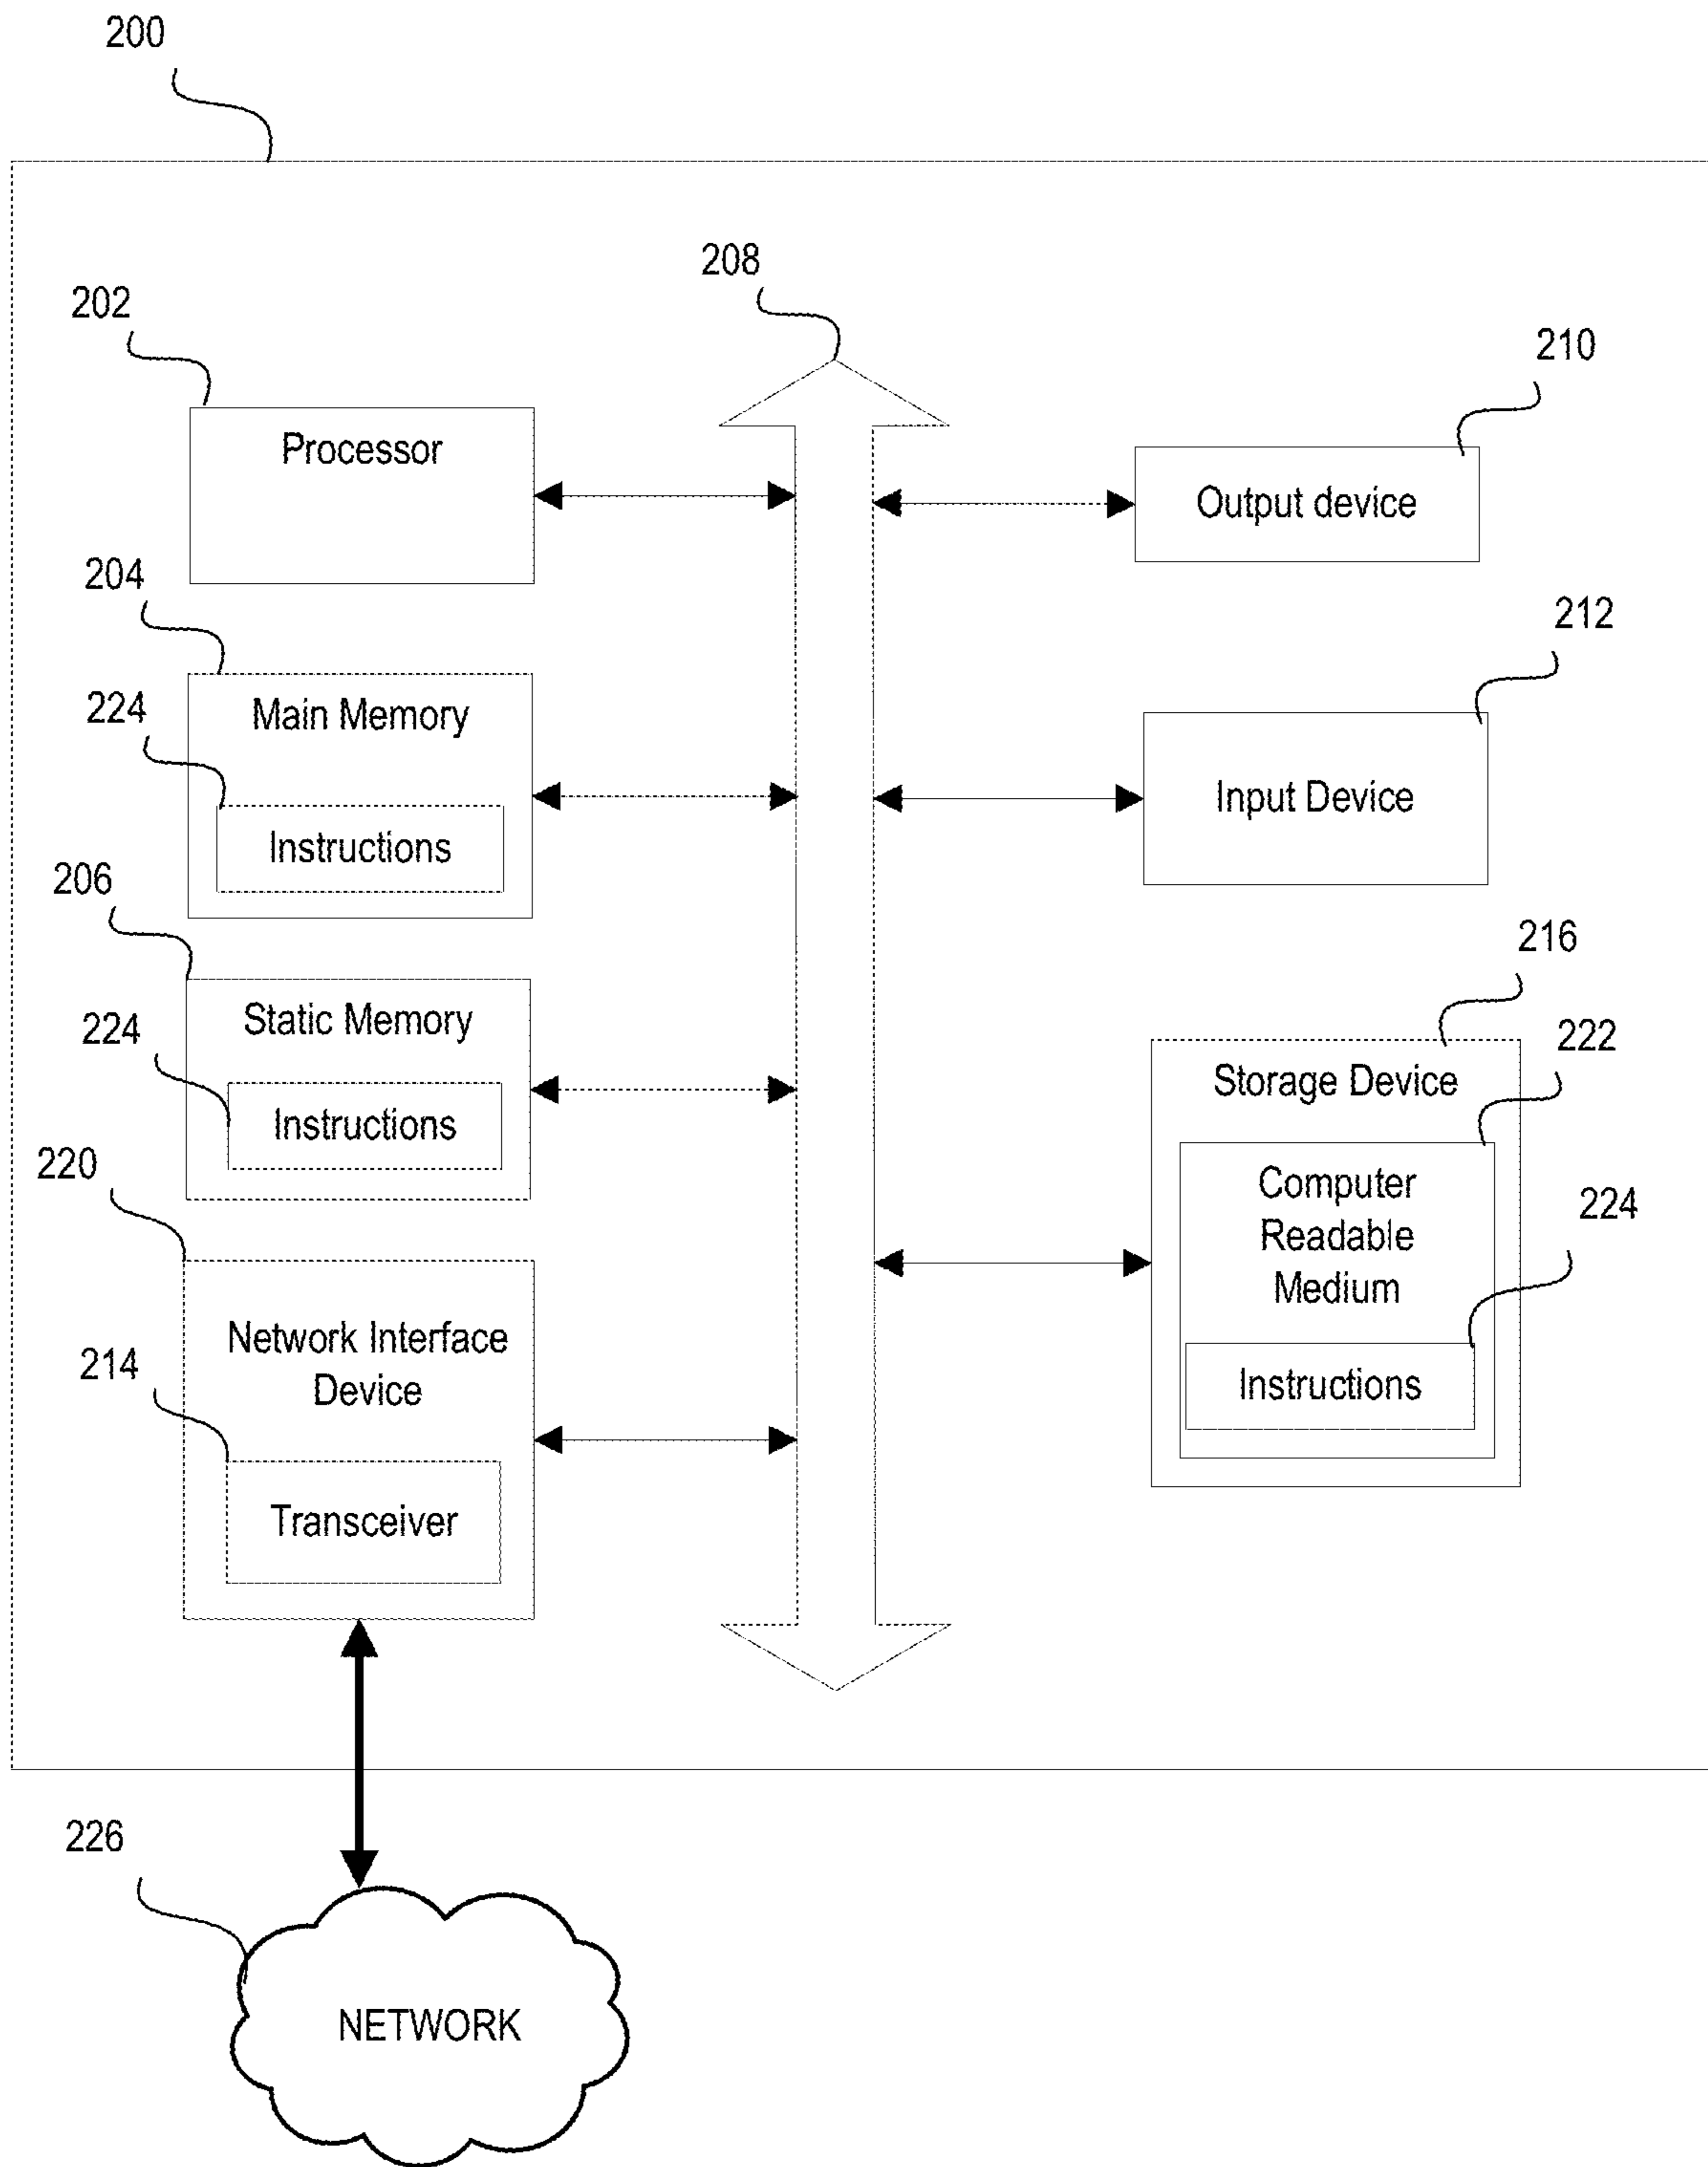 200
208
202
210
Processor
Output device
204
212
224
Main Memory
Input Device
Instructions
206
216
224
Static Memory
222
Storage Device
Instructions
220
Computer
Readable
Medium
224
Network Interface
Device
214
Instructions
Transceiver
226
NETWORK